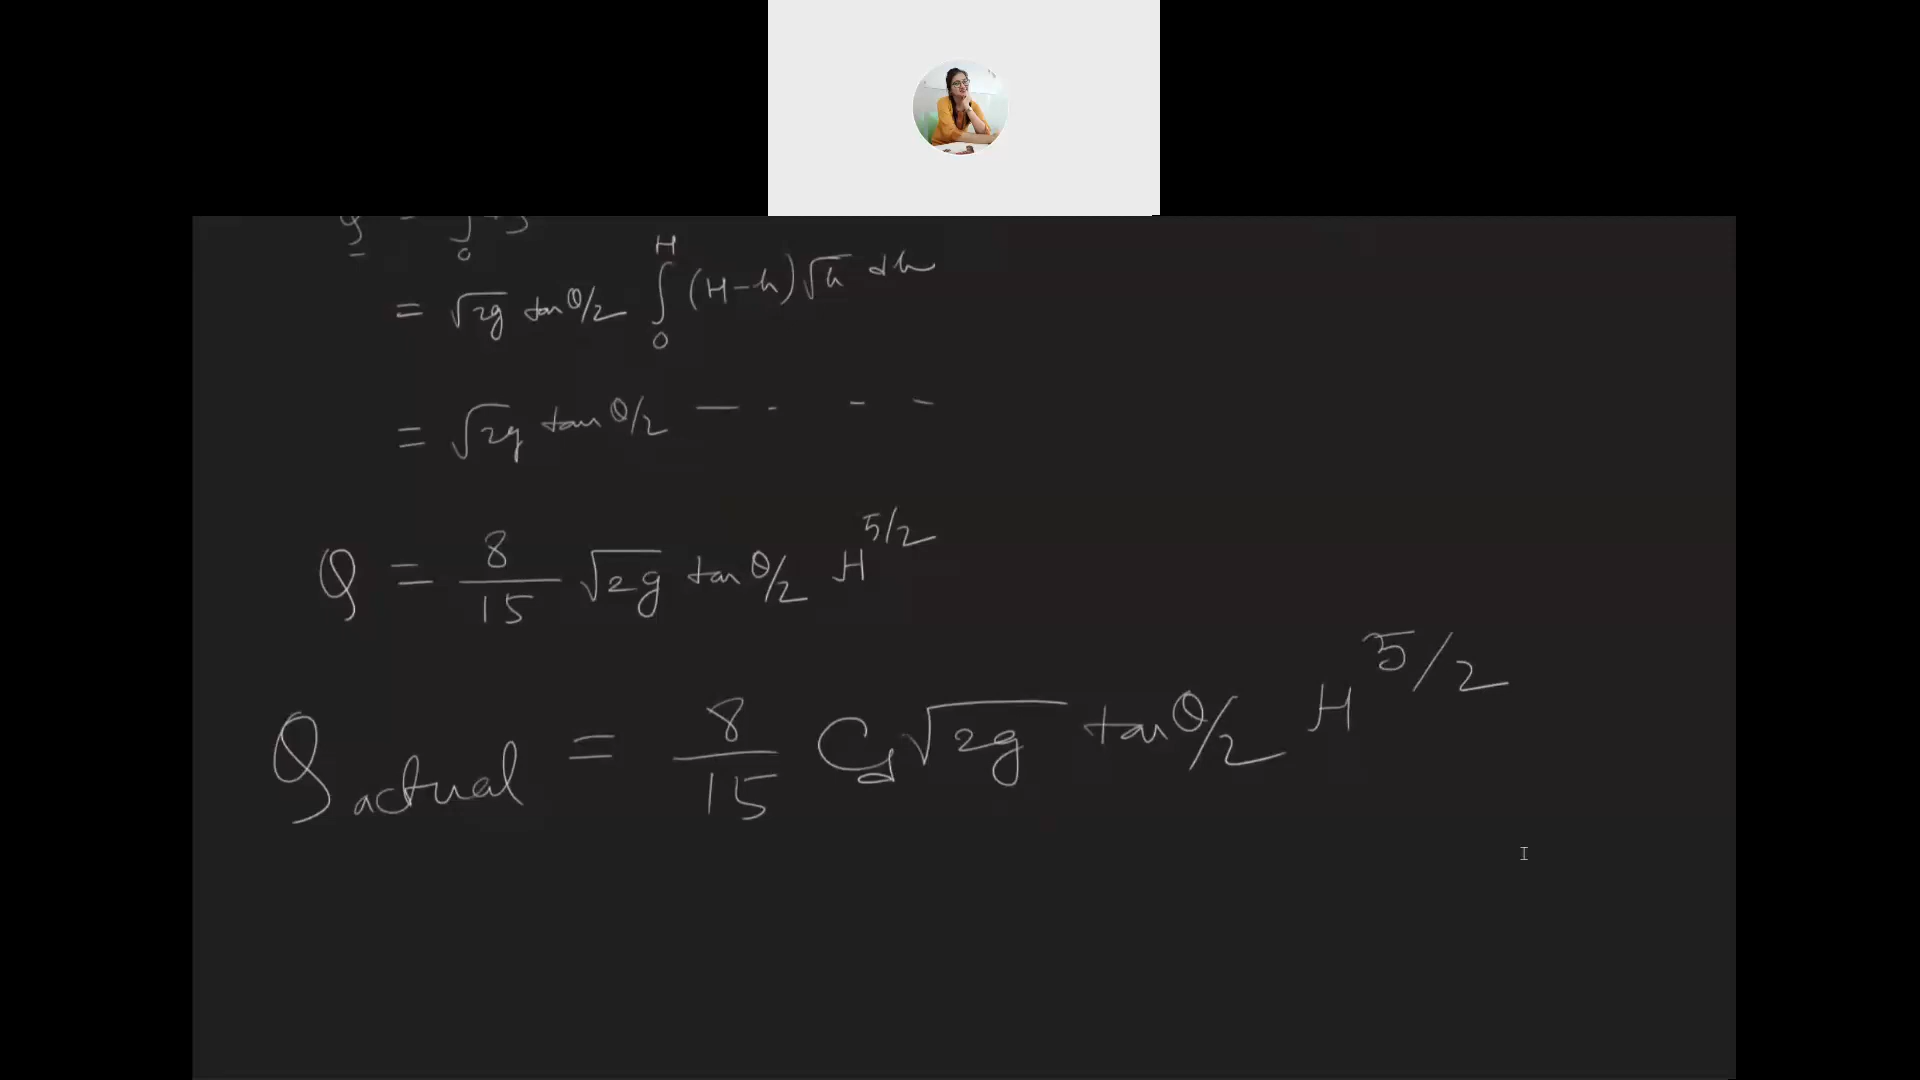 = √2g tan θ/2 ∫₀ᴴ (H-h) √h dh
= √2g tan θ/2 — - - -
Q = 8/15 √2g tan θ/2 H^5/2
Q actual = 8/15 Cd √2g tan θ/2 H^5/2